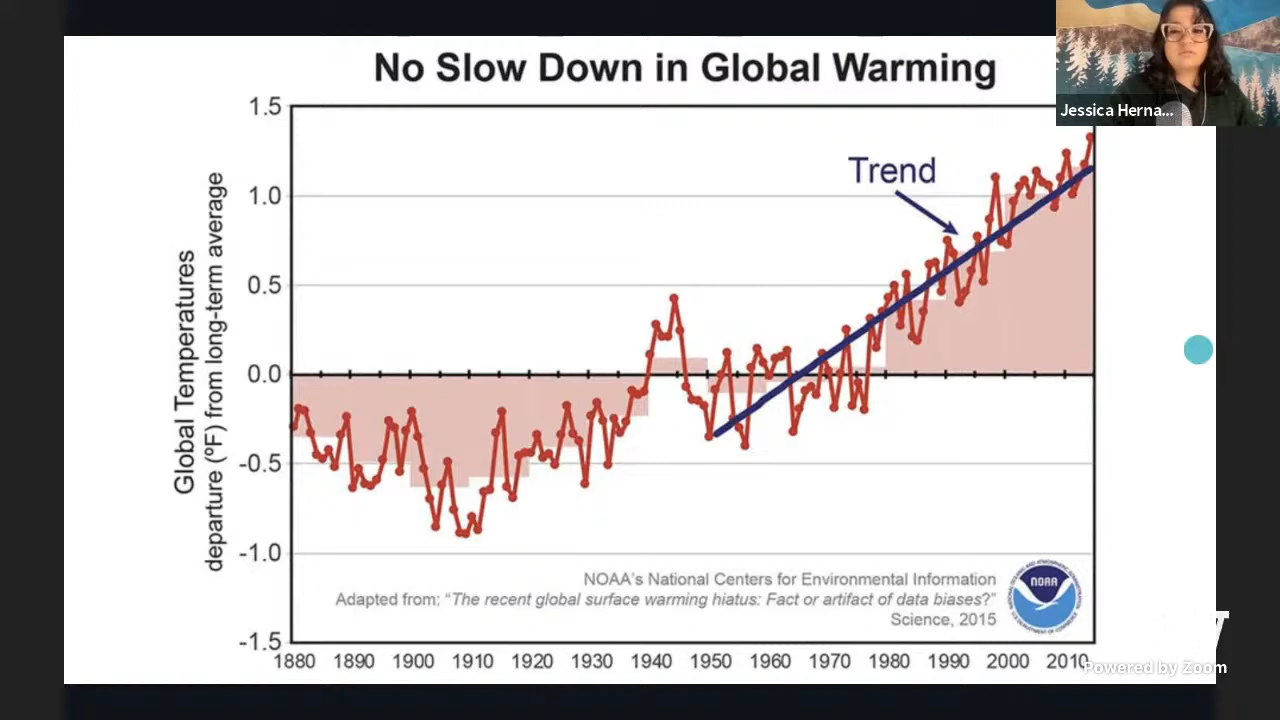 No Slow Down in Global Warming
Jessica Herna...
1.5
1.0
0.5
0.0
-0.5
-1.0
-1.5
Global Temperatures
departure (ºF) from long-term average
Trend
NOAA's National Centers for Environmental Information
Adapted from: "The recent global surface warming hiatus: Fact or artifact of data biases?"
Science, 2015
NOAA
1880 1890 1900 1910 1920 1930 1940 1950 1960 1970 1980 1990 2000 2010
Powered by Zoom